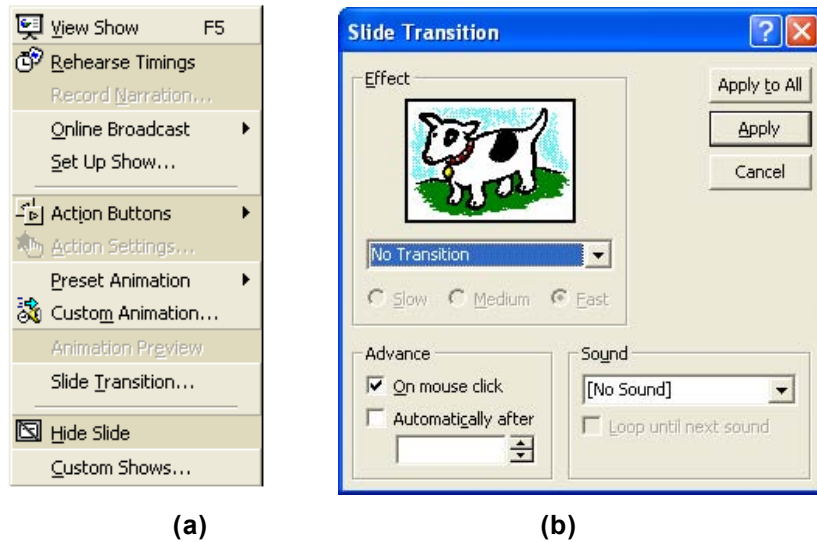 View Show F5
Rehearse Timings
Record Narration...
Online Broadcast
Set Up Show...
Action Buttons
Action Settings...
Preset Animation
Custom Animation...
Animation Preview
Slide Transition...
Hide Slide
Custom Shows...
(a)
Slide Transition
Effect
Apply to All
Apply
Cancel
No Transition
Slow Medium Fast
Advance
On mouse click
Automatically after
Sound
[No Sound]
Loop until next sound
(b)